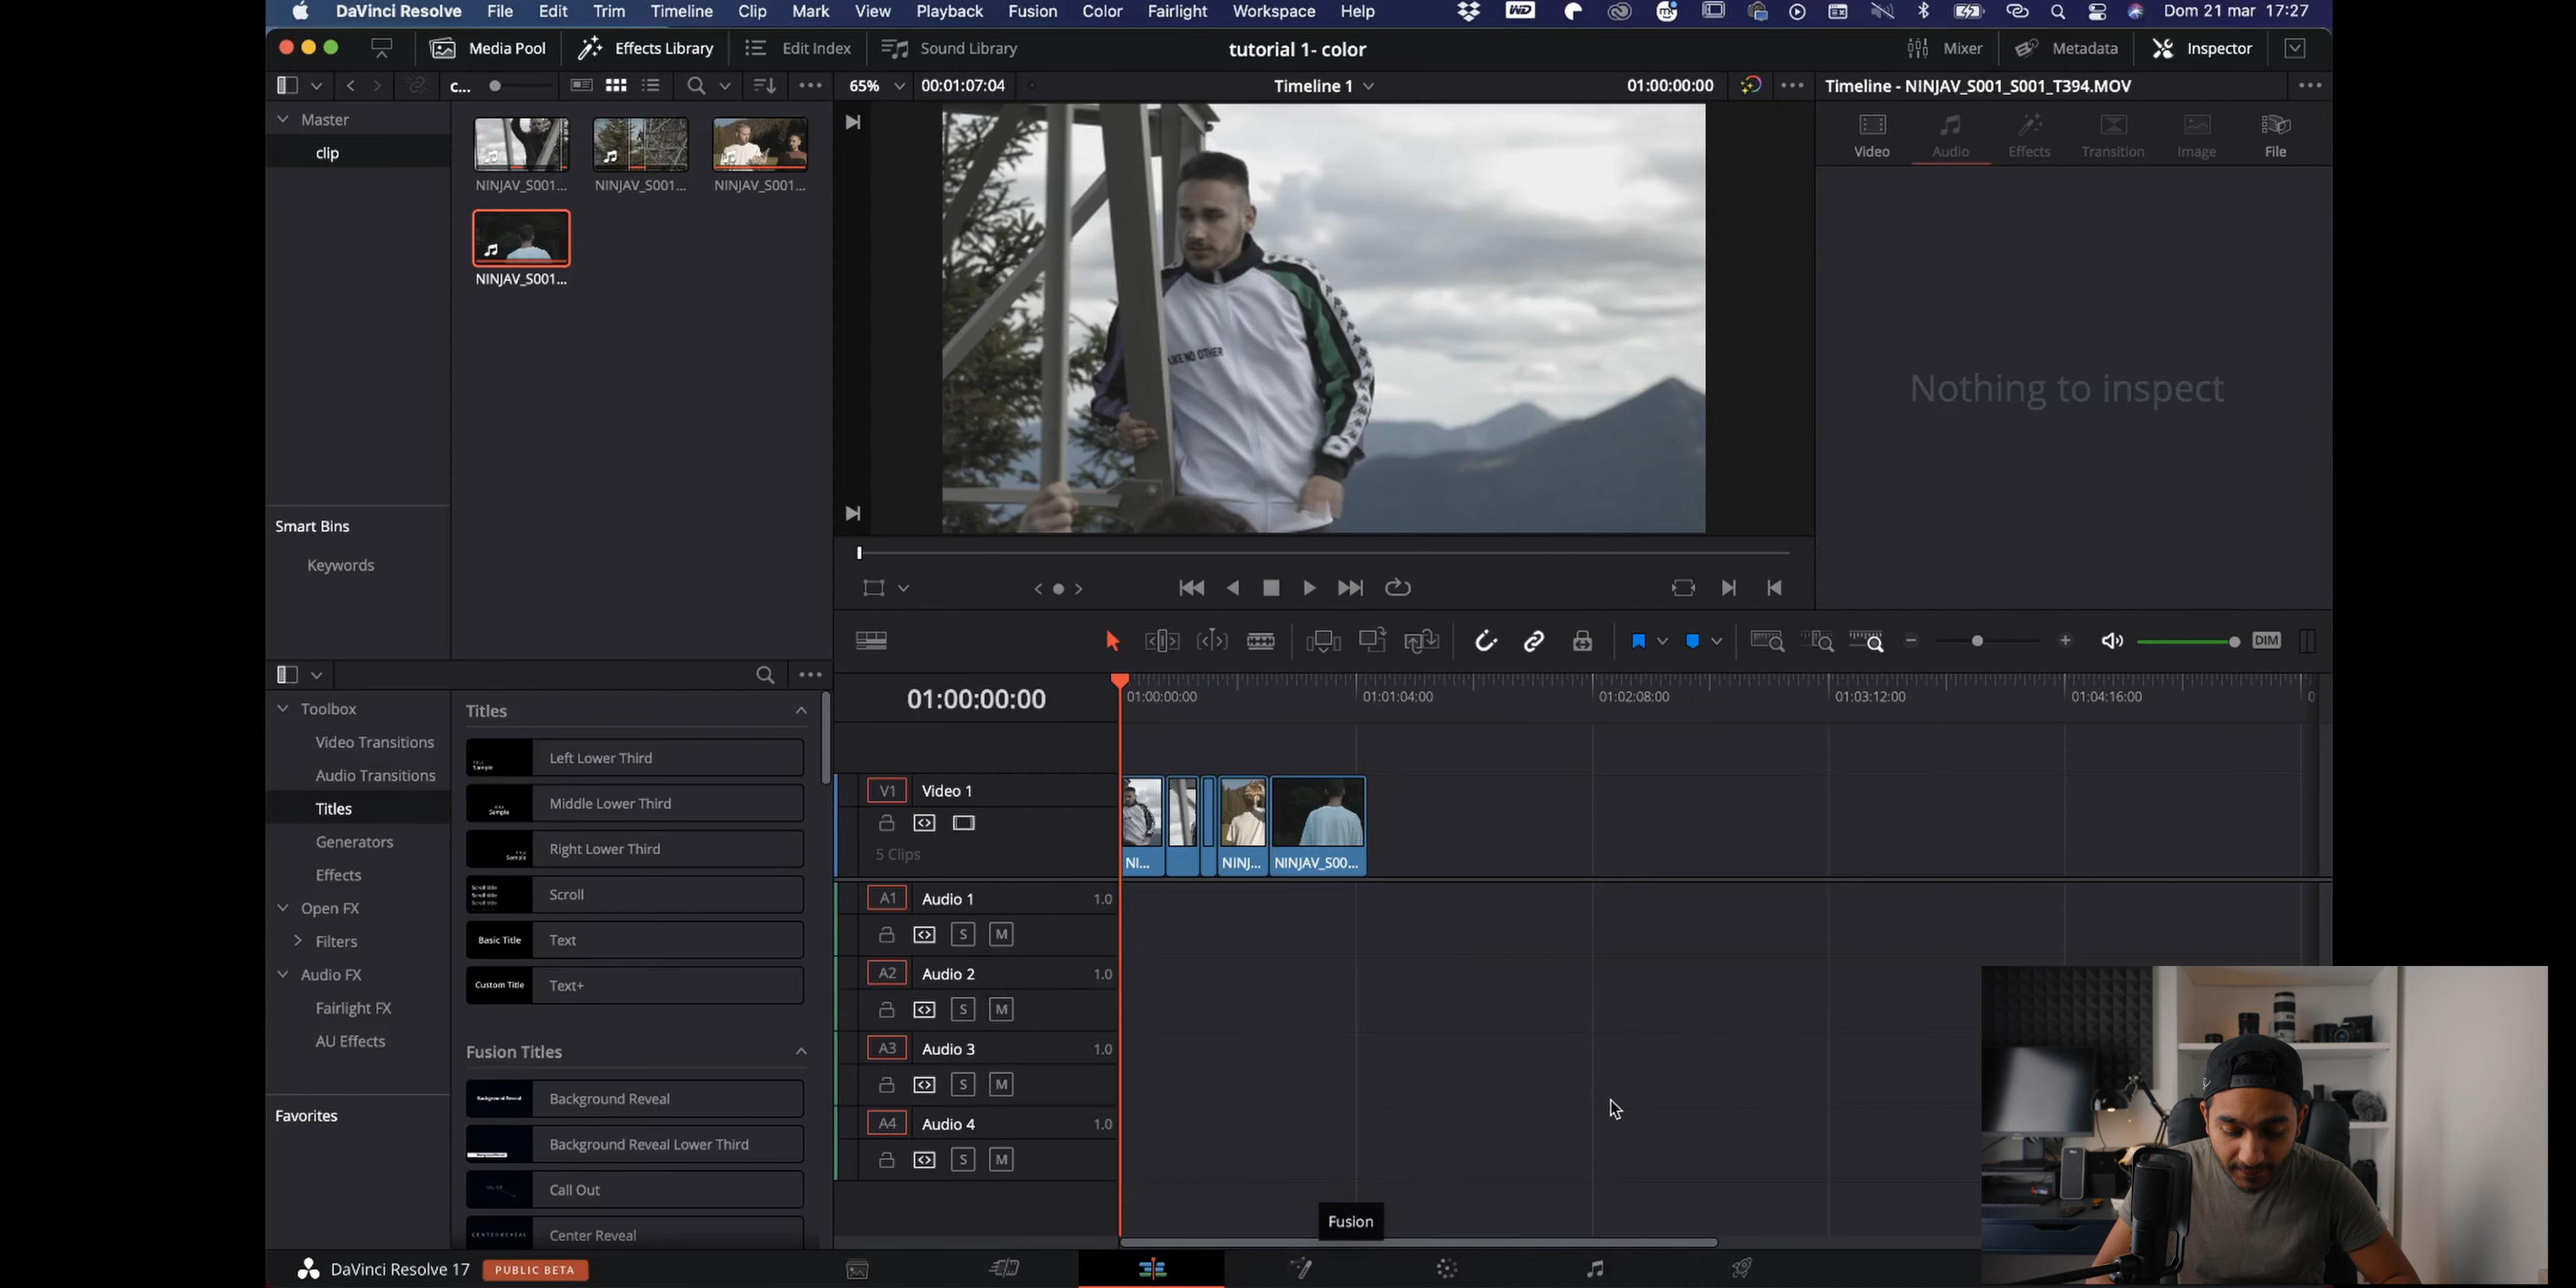 DaVinci Resolve File Edit Trim Timeline Clip Mark View Playback Fusion Color Fairlight Workspace Help Dom 21 mar 17:27
Media Pool Effects Library Edit Index Sound Library tutorial 1- color Mixer Metadata Inspector
c... 65% 00:01:07:04 Timeline 1 01:00:00:00 Timeline - NINJAV_S001_S001_T394.MOV
Master
clip
NINJAV_S001... NINJAV_S001... NINJAV_S001...
NINJAV_S001...
Video Audio Effects Transition Image File
Nothing to inspect
Smart Bins
Keywords
DIM
01:00:00:00 01:00:00:00 01:01:04:00 01:02:08:00 01:03:12:00 01:04:16:00 0
Toolbox
Video Transitions
Audio Transitions
Titles
Generators
Effects
Open FX
Filters
Audio FX
Fairlight FX
AU Effects
Favorites
Titles
Left Lower Third
Middle Lower Third
Right Lower Third
Scroll
Basic Title Text
Custom Title Text+
Fusion Titles
Background Reveal Background Reveal
Background Reveal Lower Third
Call Out
CENTER REVEAL Center Reveal
V1 Video 1
5 Clips
NI... NINJ... NINJAV_S00...
A1 Audio 1 1.0
S M
A2 Audio 2 1.0
S M
A3 Audio 3 1.0
S M
A4 Audio 4 1.0
S M
Fusion
DaVinci Resolve 17 PUBLIC BETA